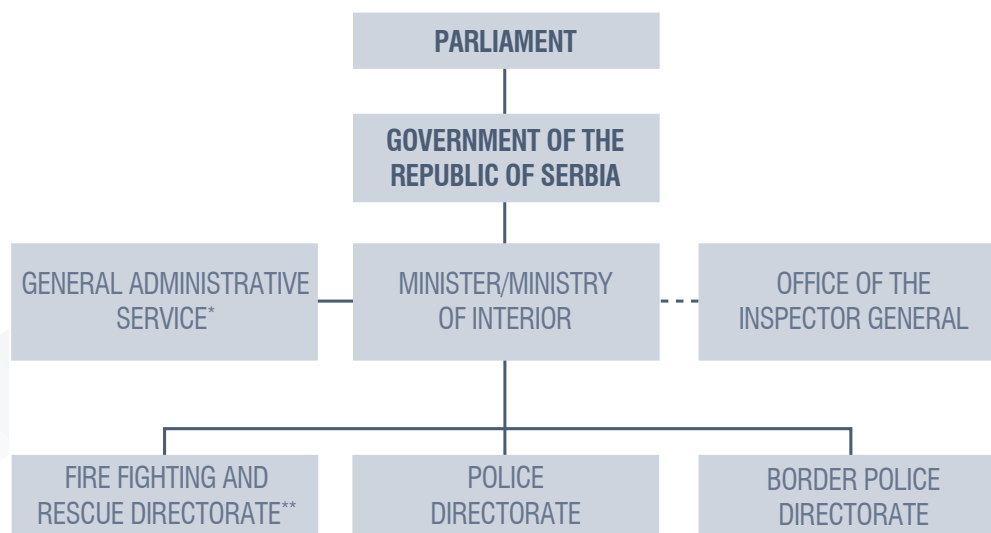 PARLIAMENT
GOVERNMENT OF THE
REPUBLIC OF SERBIA
GENERAL ADMINISTRATIVE
SERVICE*
MINISTER/MINISTRY
OF INTERIOR
OFFICE OF THE
INSPECTOR GENERAL
FIRE FIGHTING AND
RESCUE DIRECTORATE**
POLICE
DIRECTORATE
BORDER POLICE
DIRECTORATE